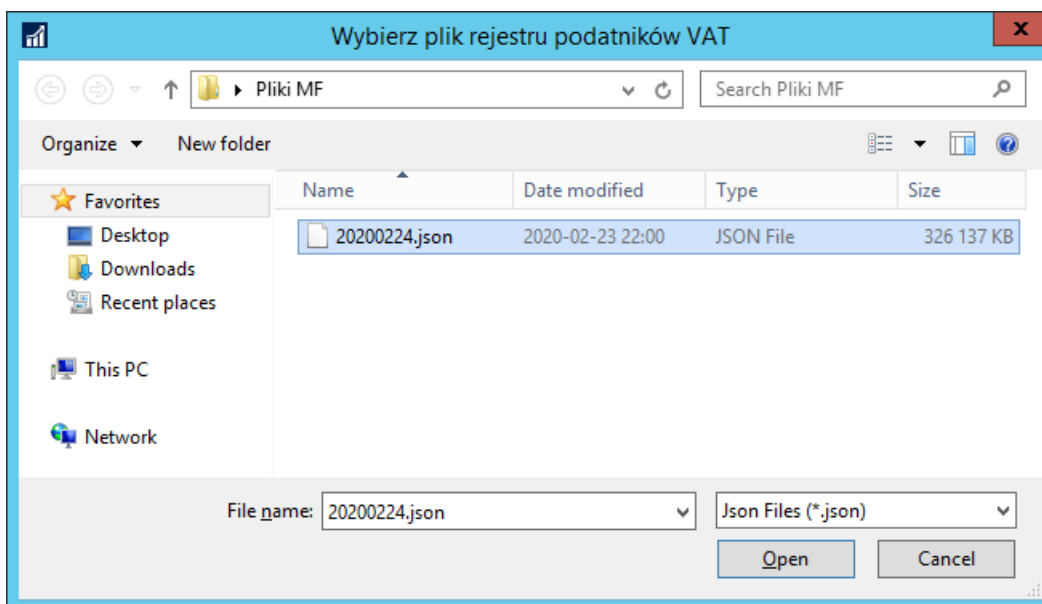 Wybierz plik rejestru podatników VAT
x
Pliki MF
Search Pliki MF
Organize
New folder
Name Date modified Type Size
Favorites
Desktop
Downloads
Recent places
This PC
Network
20200224.json 2020-02-23 22:00 JSON File 326 137 KB
File name: 20200224.json
Json Files (*.json)
Open Cancel